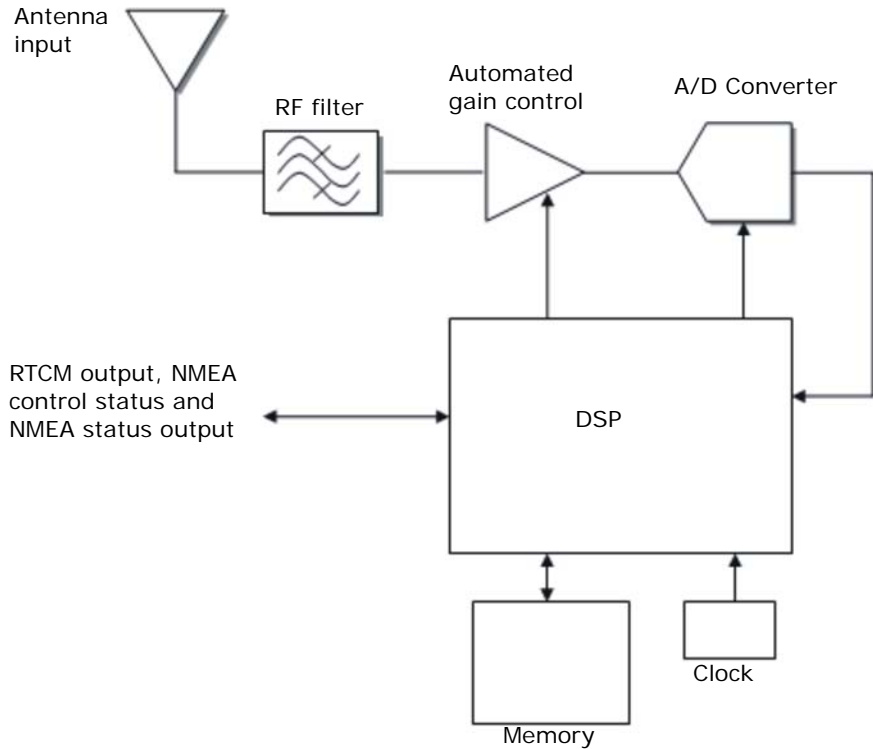 Antenna
input
RF filter
Automated
gain control
A/D Converter
RTCM output, NMEA
control status and
NMEA status output
DSP
Memory
Clock